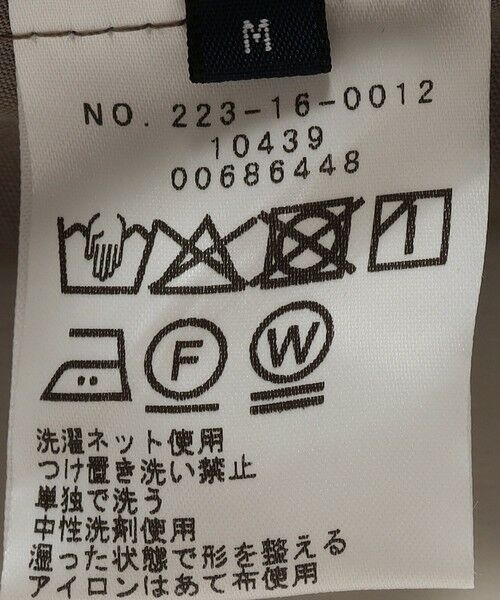 M
NO. 223-16-0012
10439
00686448
F W
洗濯ネット使用
つけ置き洗い禁止
単独で洗う
中性洗剤使用
湿った状態で形を整える
アイロンはあて布使用